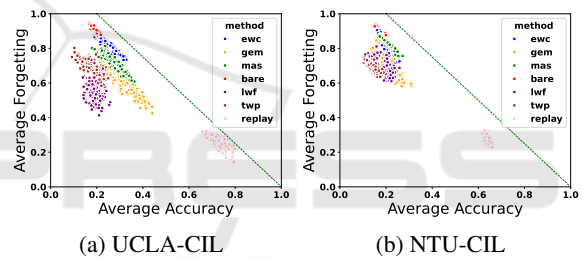 1.0
0.8
0.6
0.4
0.2
0.0
Average Forgetting
method
ewc
gem
mas
bare
lwf
twp
replay
0.0 0.2 0.4 0.6 0.8 1.0
Average Accuracy
(a) UCLA-CIL
1.0
0.8
0.6
0.4
0.2
0.0
Average Forgetting
method
ewc
gem
mas
bare
lwf
twp
replay
0.0 0.2 0.4 0.6 0.8 1.0
Average Accuracy
(b) NTU-CIL
PRESS